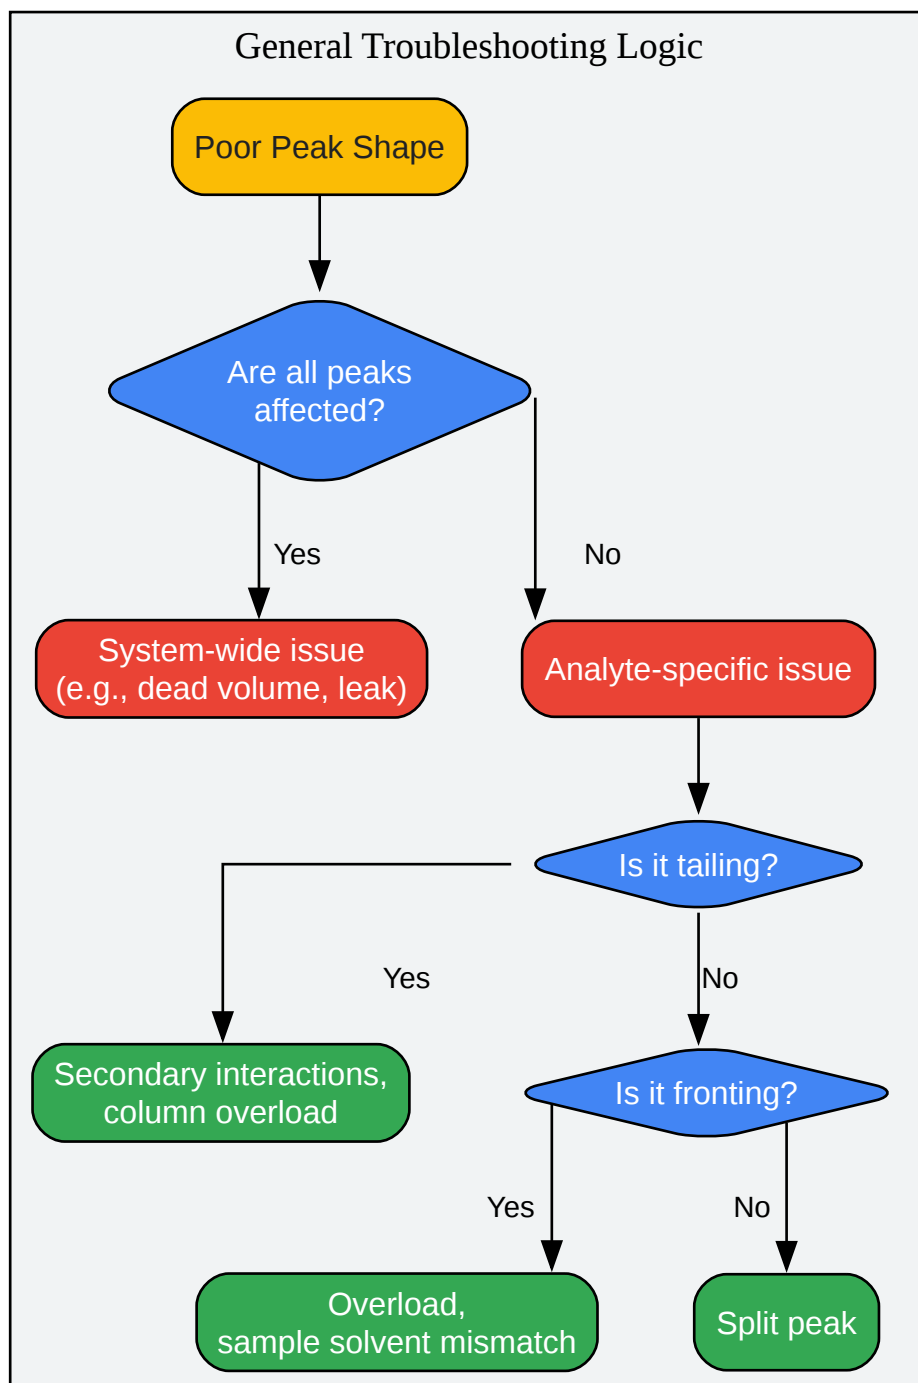 General Troubleshooting Logic
Poor Peak Shape
Are all peaks
affected?
Yes
No
System-wide issue
(e.g., dead volume, leak)
Analyte-specific issue
Is it tailing?
Yes
No
Secondary interactions,
column overload
Is it fronting?
Yes
No
Overload,
sample solvent mismatch
Split peak